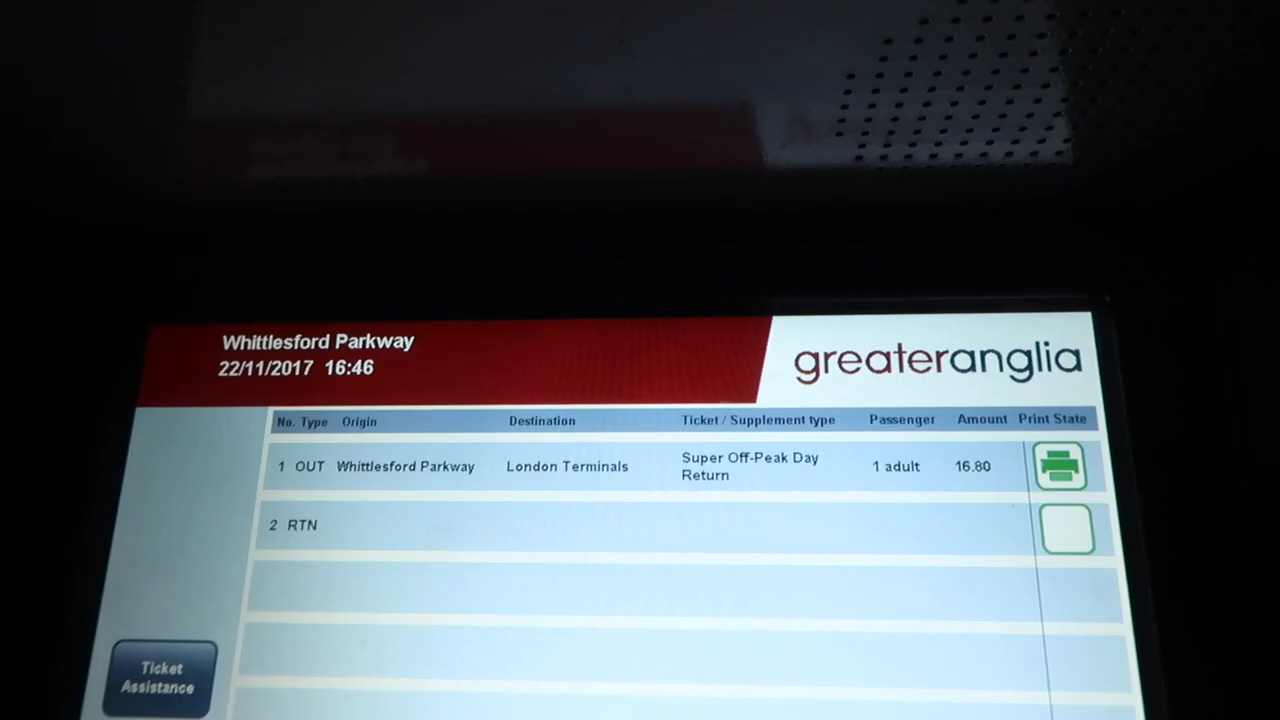 Whittlesford Parkway
22/11/2017 16:46
greateranglia
No. Type Origin Destination Ticket / Supplement type Passenger Amount Print State
1 OUT Whittlesford Parkway London Terminals Super Off-Peak Day Return 1 adult 16.80
2 RTN
Ticket
Assistance